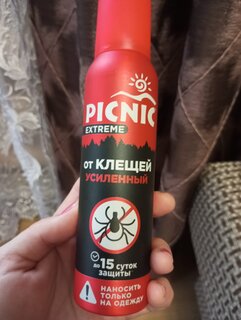 PICNIC
EXTREME
от КЛЕЩЕЙ
УСИЛЕННЫЙ
до 15 суток
защиты
НАНОСИТЬ
ТОЛЬКО
НА ОДЕЖДУ